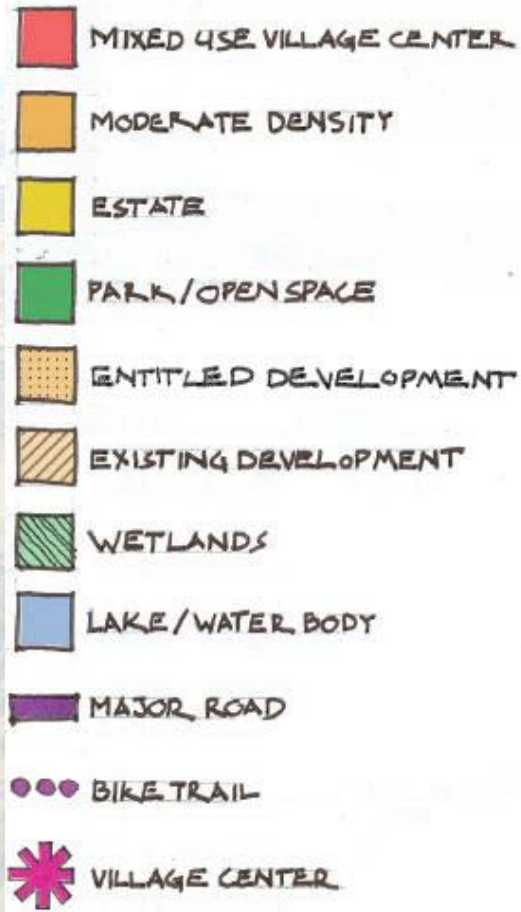 MIXED USE VILLAGE CENTER
MODERATE DENSITY
ESTATE
PARK/OPEN SPACE
ENTITLED DEVELOPMENT
EXISTING DEVELOPMENT
WETLANDS
LAKE/WATER BODY
MAJOR ROAD
BIKE TRAIL
VILLAGE CENTER